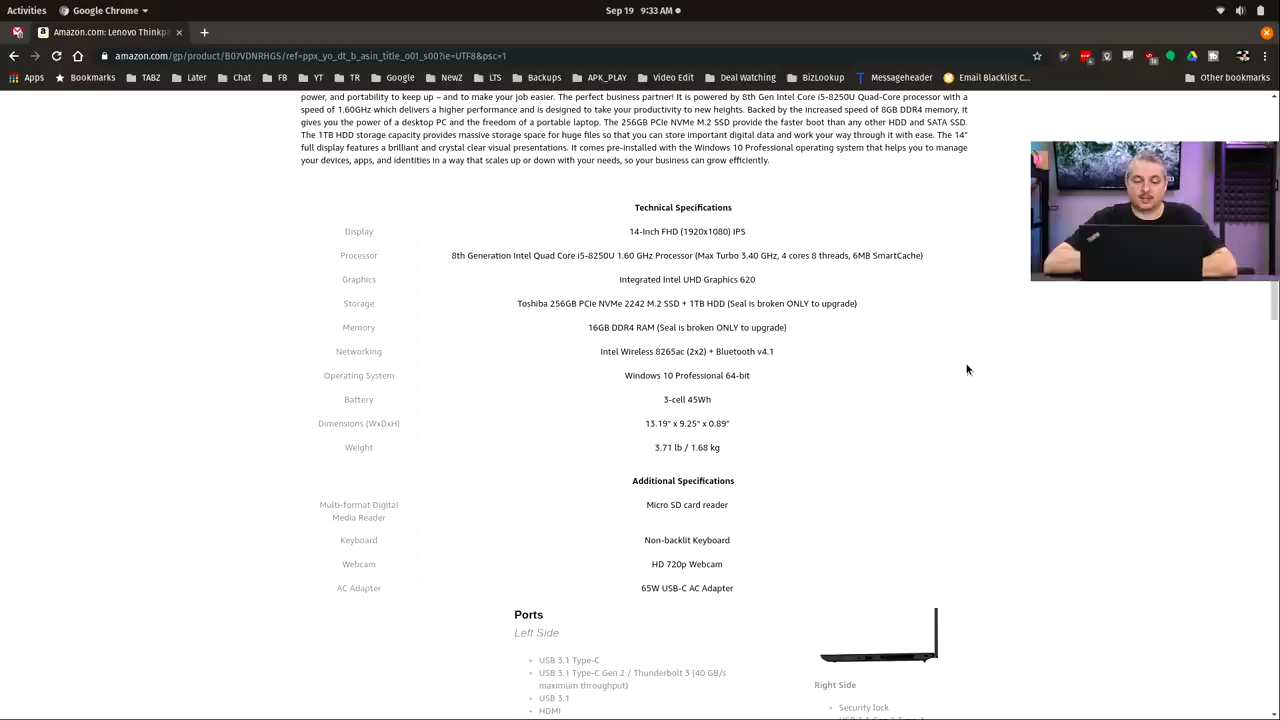 Activities
Google Chrome
Sep 19 9:33 AM
Amazon.com: Lenovo Thinkp
amazon.com/gp/product/B07VDNRHGS/ref=ppx_yo_dt_b_asin_title_o01_s00?ie=UTF8&psc=1
Apps Bookmarks TABZ Later Chat FB YT TR Google NewZ LTS Backups APK_PLAY Video Edit Deal Watching BizLookup Messageheader Email Blacklist C... Other bookmarks
power, and portability to keep up – and to make your job easier. The perfect business partner! It is powered by 8th Gen Intel Core i5-8250U Quad-Core processor with a
speed of 1.60GHz which delivers a higher performance and is designed to take your productivity to new heights. Backed by the increased speed of 8GB DDR4 memory, it
gives you the power of a desktop PC and the freedom of a portable laptop. The 256GB PCIe NVMe M.2 SSD provide the faster boot than any other HDD and SATA SSD.
The 1TB HDD storage capacity provides massive storage space for huge files so that you can store important digital data and work your way through it with ease. The 14"
full display features a brilliant and crystal clear visual presentations. It comes pre-installed with the Windows 10 Professional operating system that helps you to manage
your devices, apps, and identities in a way that scales up or down with your needs, so your business can grow efficiently.
Technical Specifications
Display 14-Inch FHD (1920x1080) IPS
Processor 8th Generation Intel Quad Core i5-8250U 1.60 GHz Processor (Max Turbo 3.40 GHz, 4 cores 8 threads, 6MB SmartCache)
Graphics Integrated Intel UHD Graphics 620
Storage Toshiba 256GB PCIe NVMe 2242 M.2 SSD + 1TB HDD (Seal is broken ONLY to upgrade)
Memory 16GB DDR4 RAM (Seal is broken ONLY to upgrade)
Networking Intel Wireless 8265ac (2x2) + Bluetooth v4.1
Operating System Windows 10 Professional 64-bit
Battery 3-cell 45Wh
Dimensions (WxDxH) 13.19" x 9.25" x 0.89"
Weight 3.71 lb / 1.68 kg
Additional Specifications
Multi-format Digital
Media Reader
Micro SD card reader
Keyboard Non-backlit Keyboard
Webcam HD 720p Webcam
AC Adapter 65W USB-C AC Adapter
Ports
Left Side
USB 3.1 Type-C
USB 3.1 Type-C Gen 2 / Thunderbolt 3 (40 GB/s
maximum throughput)
USB 3.1
HDMI
Right Side
Security lock